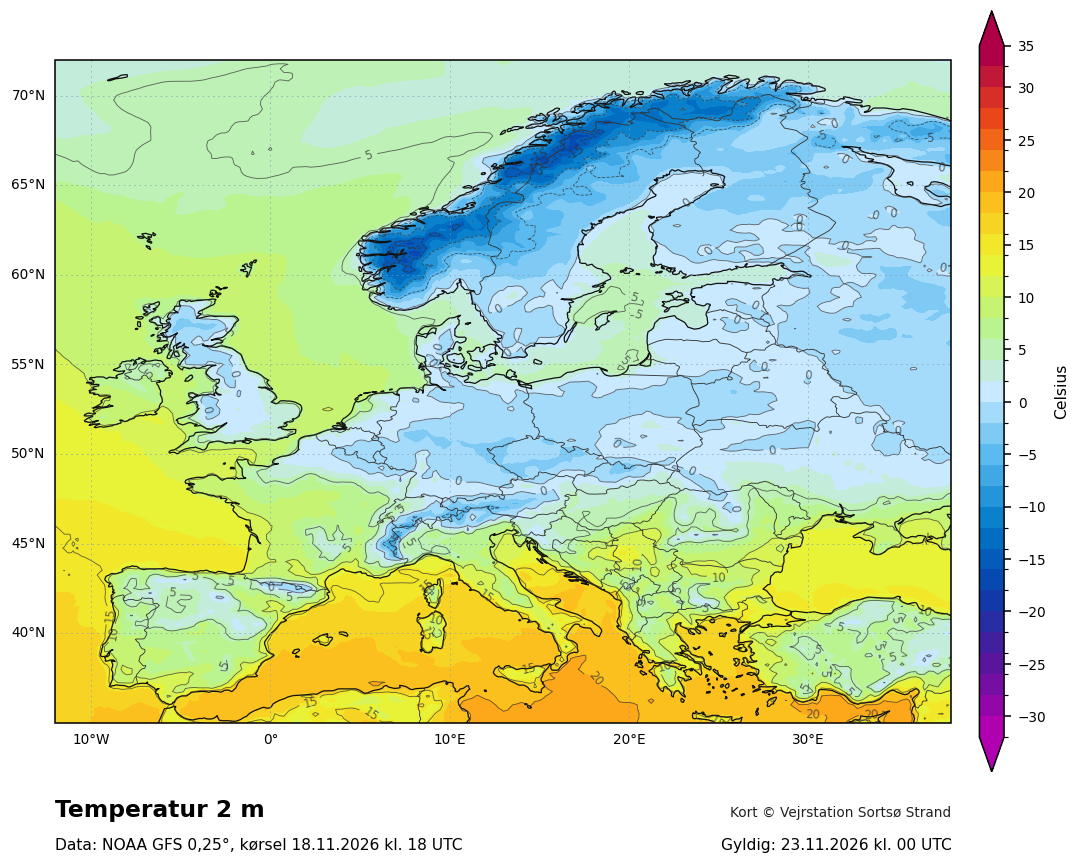 70°N
65°N
60°N
55°N
50°N
45°N
40°N
10°W
0°
10°E
20°E
30°E
35
30
25
20
15
10
5
0
−5
−10
−15
−20
−25
−30
Celsius
Temperatur 2 m
Kort © Vejrstation Sortsø Strand
Data: NOAA GFS 0,25°, kørsel 18.11.2026 kl. 18 UTC
Gyldig: 23.11.2026 kl. 00 UTC